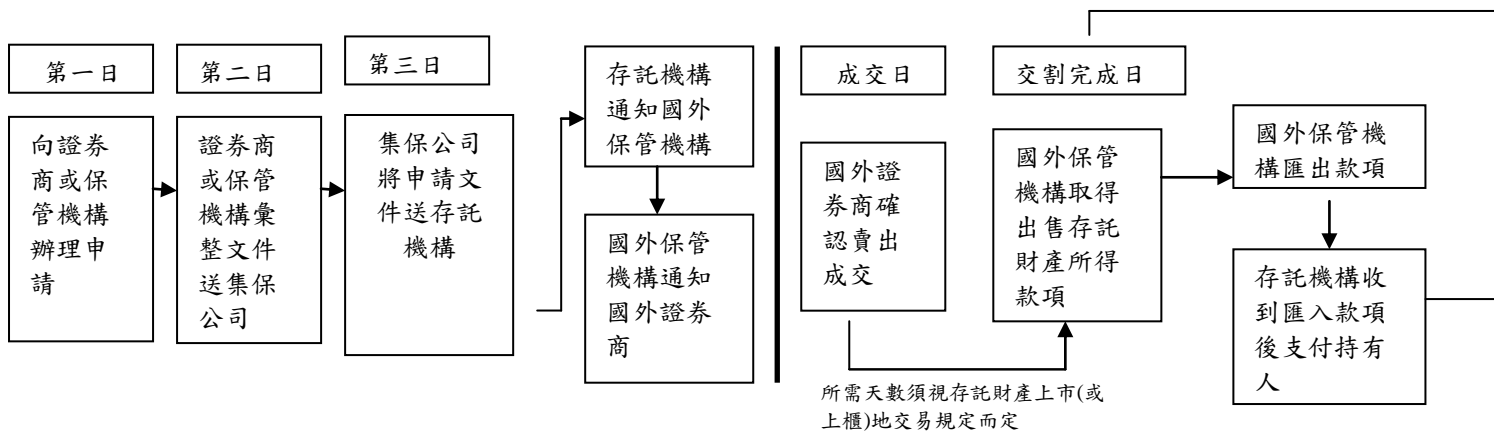 第一日
向證券
商或保
管機構
辦理申
請
第二日
證券商
或保管
機構彙
整文件
送集保
公司
第三日
集保公司
將申請文
件送存託
機構
存託機構
通知國外
保管機構
國外保管
機構通知
國外證券
商
成交日
國外證
券商確
認賣出
成交
交割完成日
國外保管
機構取得
出售存託
財產所得
款項
所需天數須視存託財產上市(或
上櫃)地交易規定而定
國外保管機
構匯出款項
存託機構收
到匯入款項
後支付持有
人